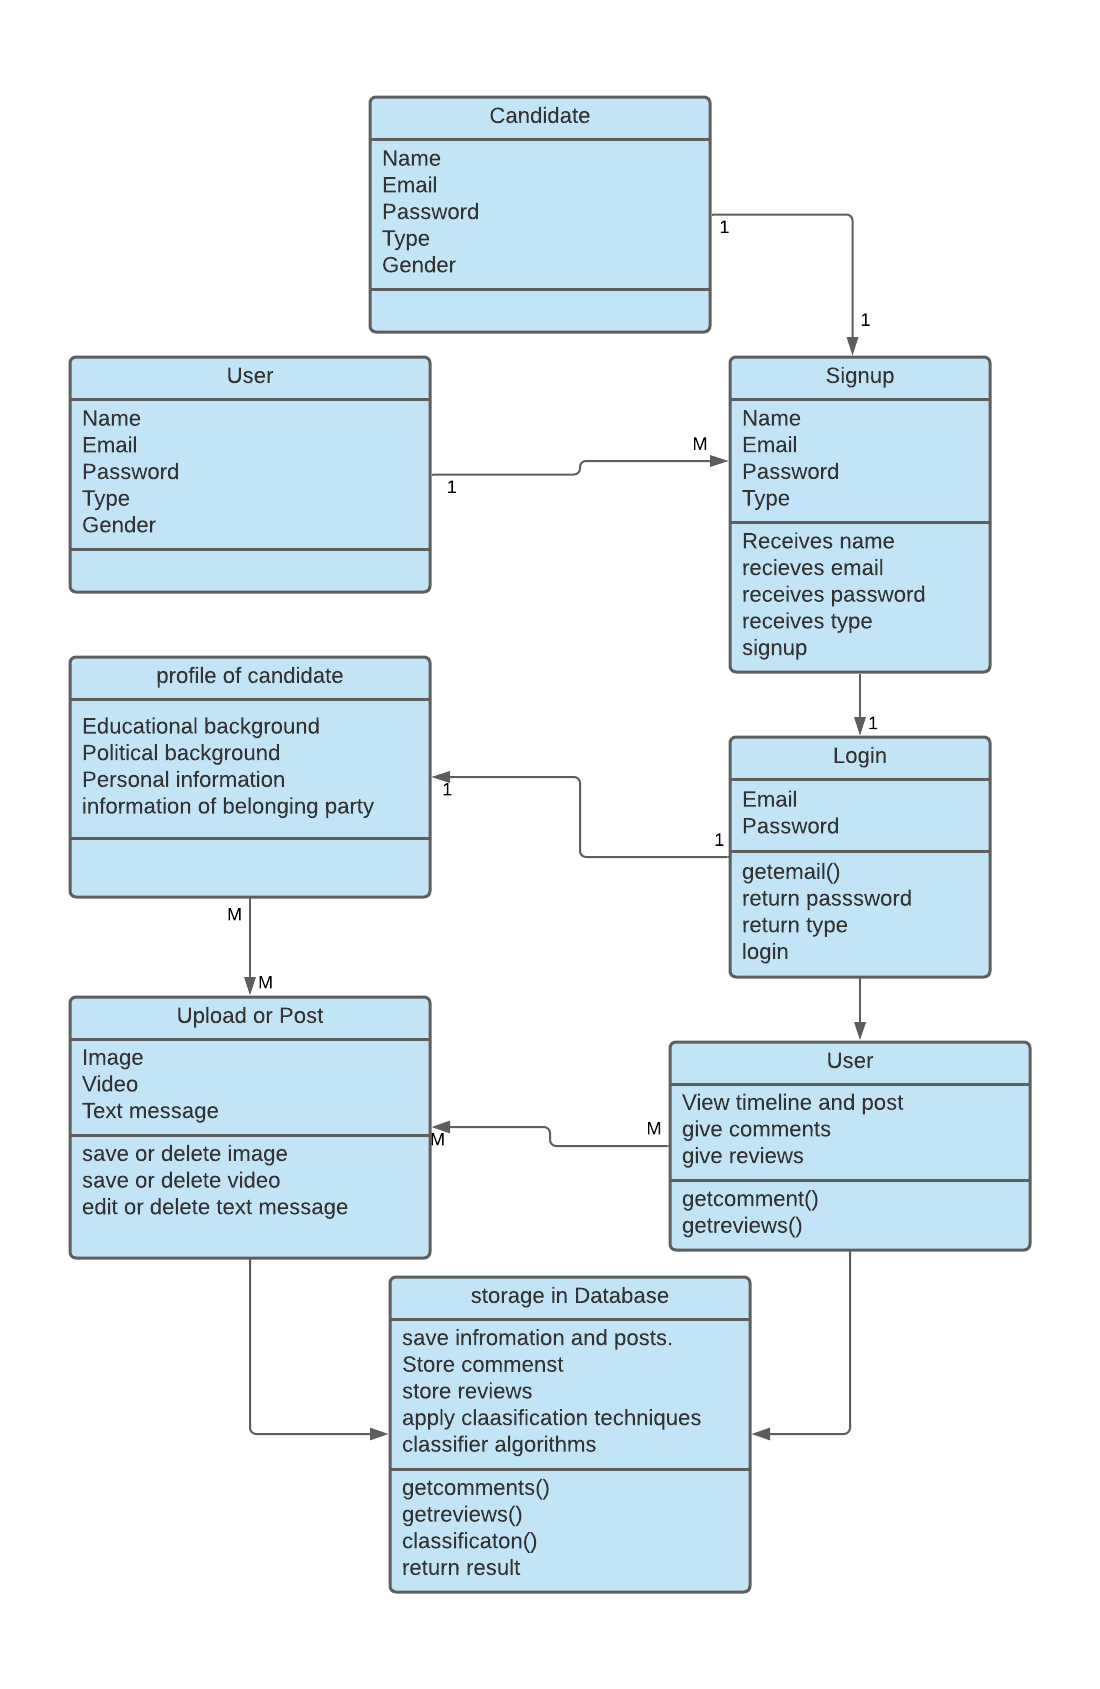 Candidate
Name
Email
Password
Type
Gender
1
1
User
Name
Email
Password
Type
Gender
1
M
Signup
Name
Email
Password
Type
Receives name
recieves email
receives password
receives type
signup
1
profile of candidate
Educational background
Political background
Personal information
information of belonging party
1
1
Login
Email
Password
getemail()
return passsword
return type
login
M
M
Upload or Post
Image
Video
Text message
save or delete image
save or delete video
edit or delete text message
M
M
User
View timeline and post
give comments
give reviews
getcomment()
getreviews()
storage in Database
save infromation and posts.
Store commenst
store reviews
apply claasification techniques
classifier algorithms
getcomments()
getreviews()
classificaton()
return result